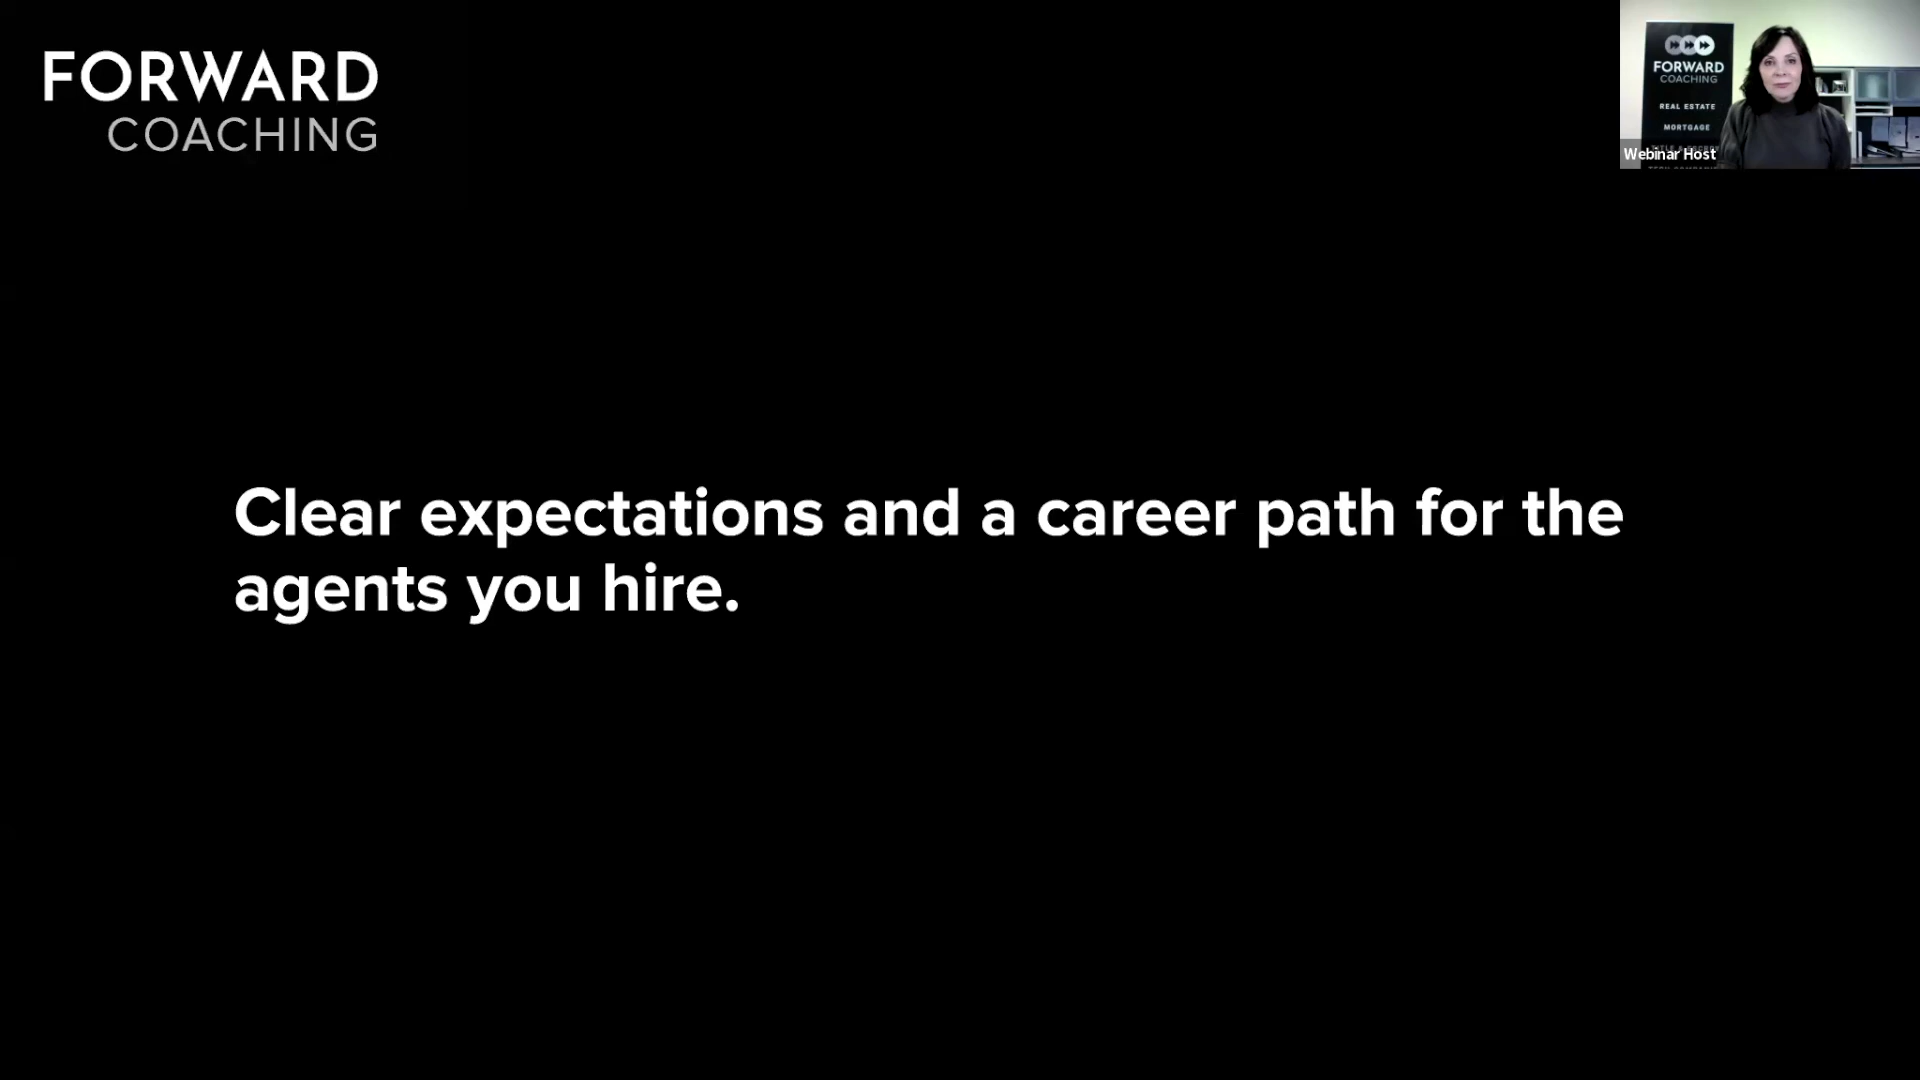 FORWARD
COACHING
FORWARD
COACHING
REAL ESTATE
MORTGAGE
Webinar Host
Clear expectations and a career path for the
agents you hire.